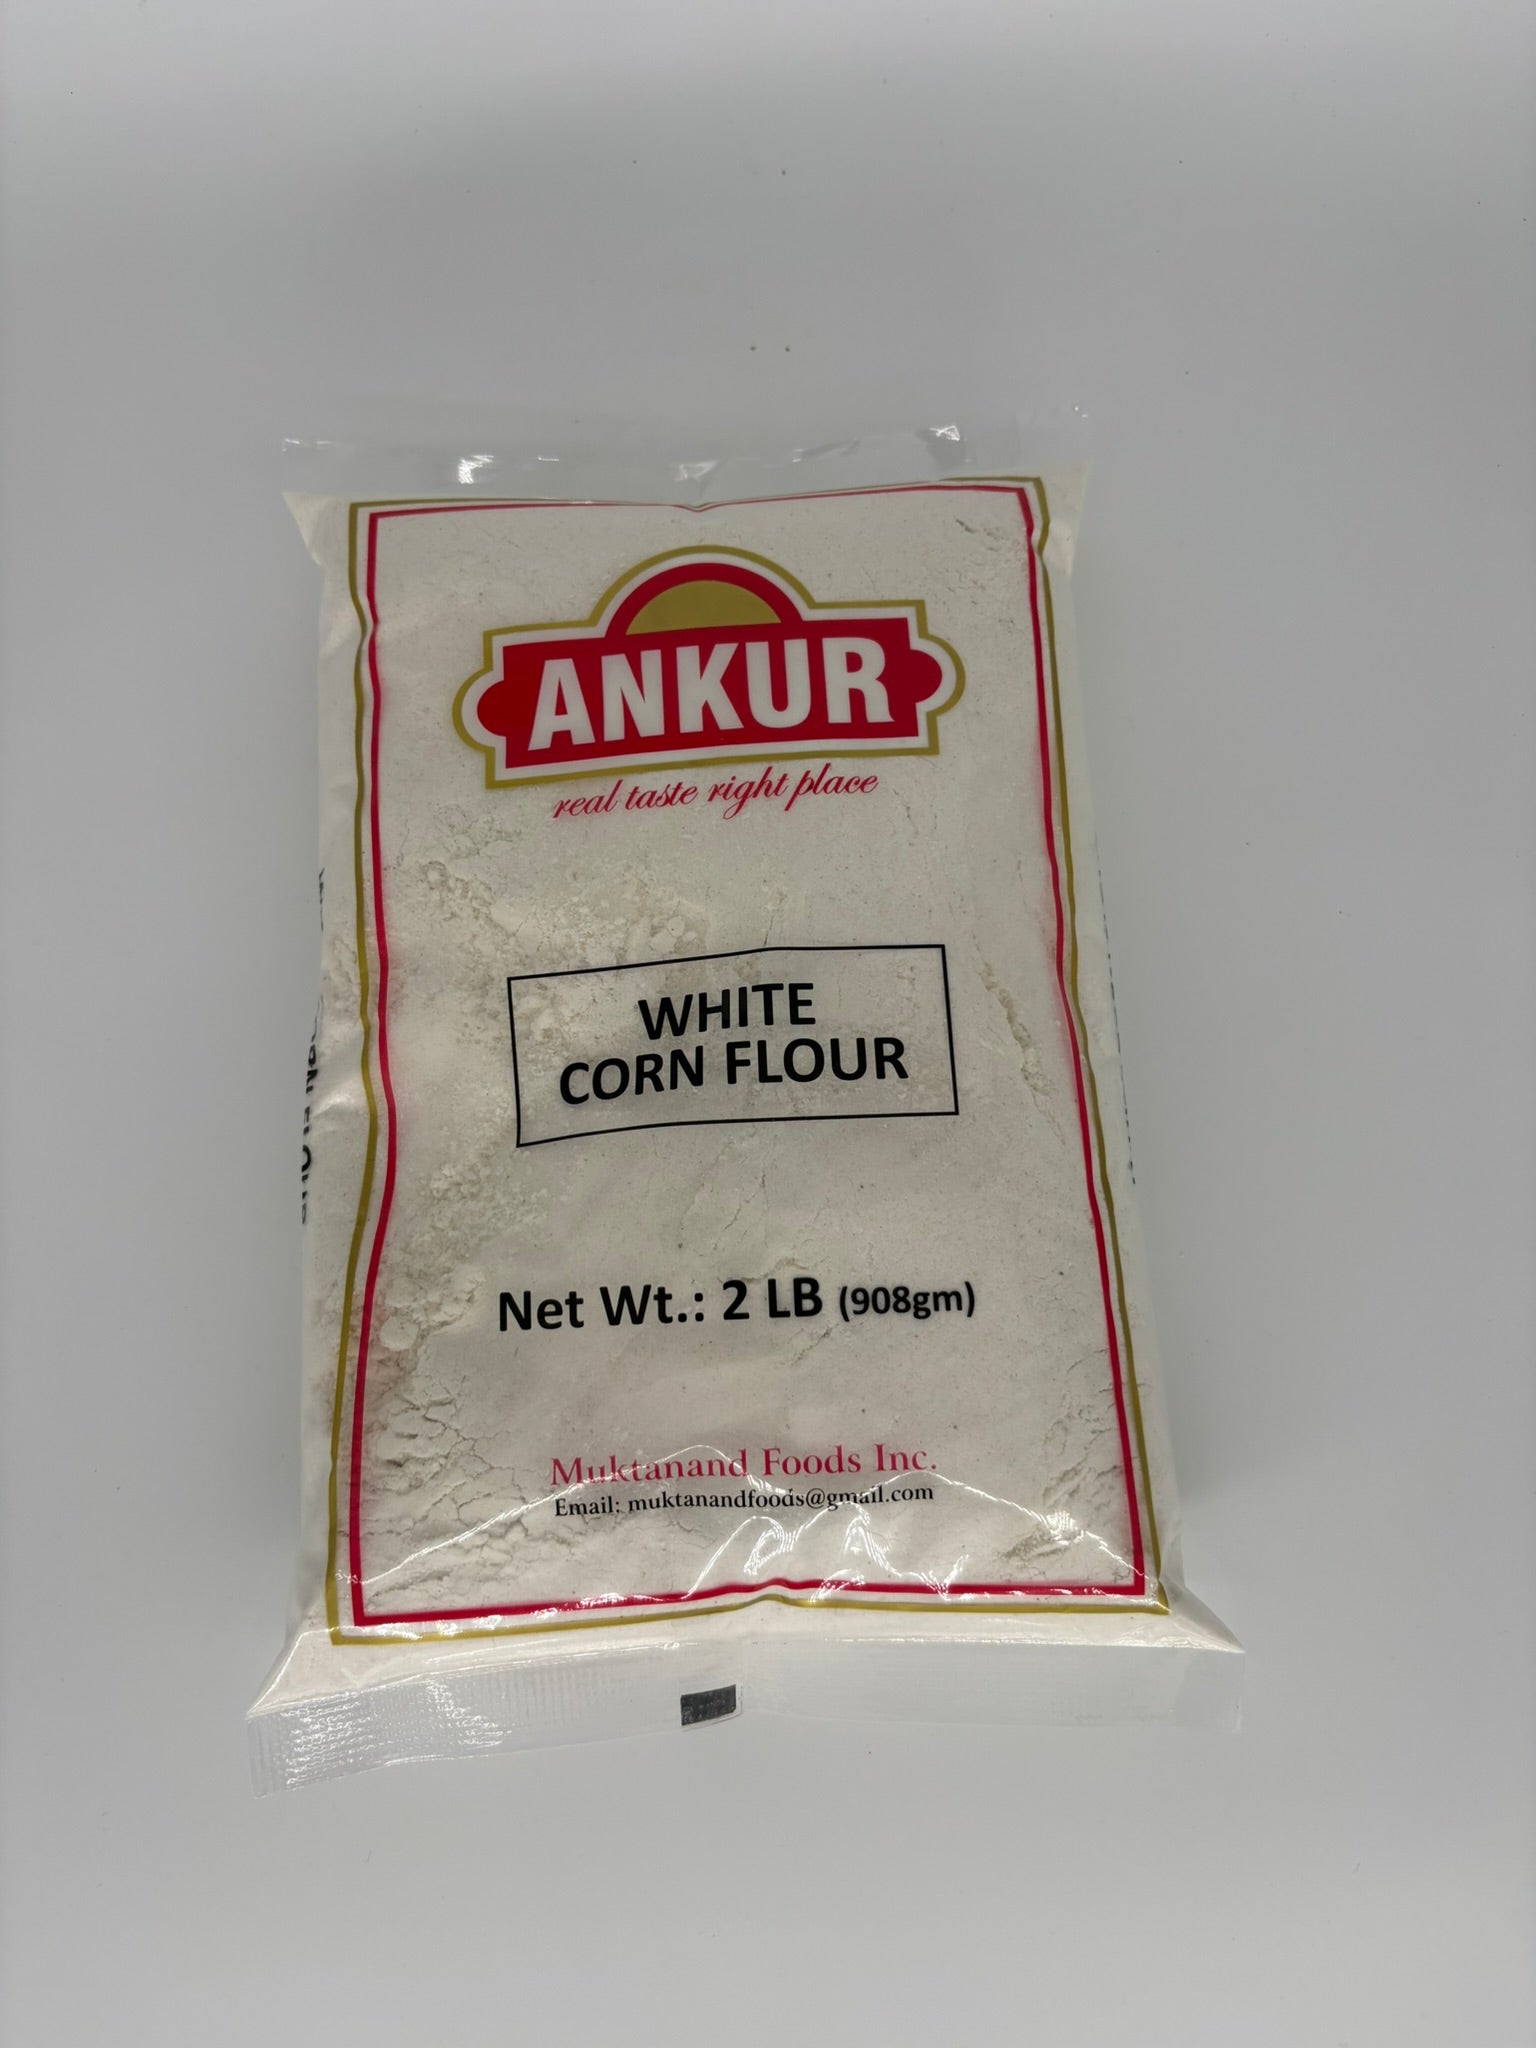 ANKUR
real taste right place
WHITE
CORN FLOUR
Net Wt.: 2 LB (908gm)
Muktanand Foods Inc.
Email: muktanandfoods@gmail.com